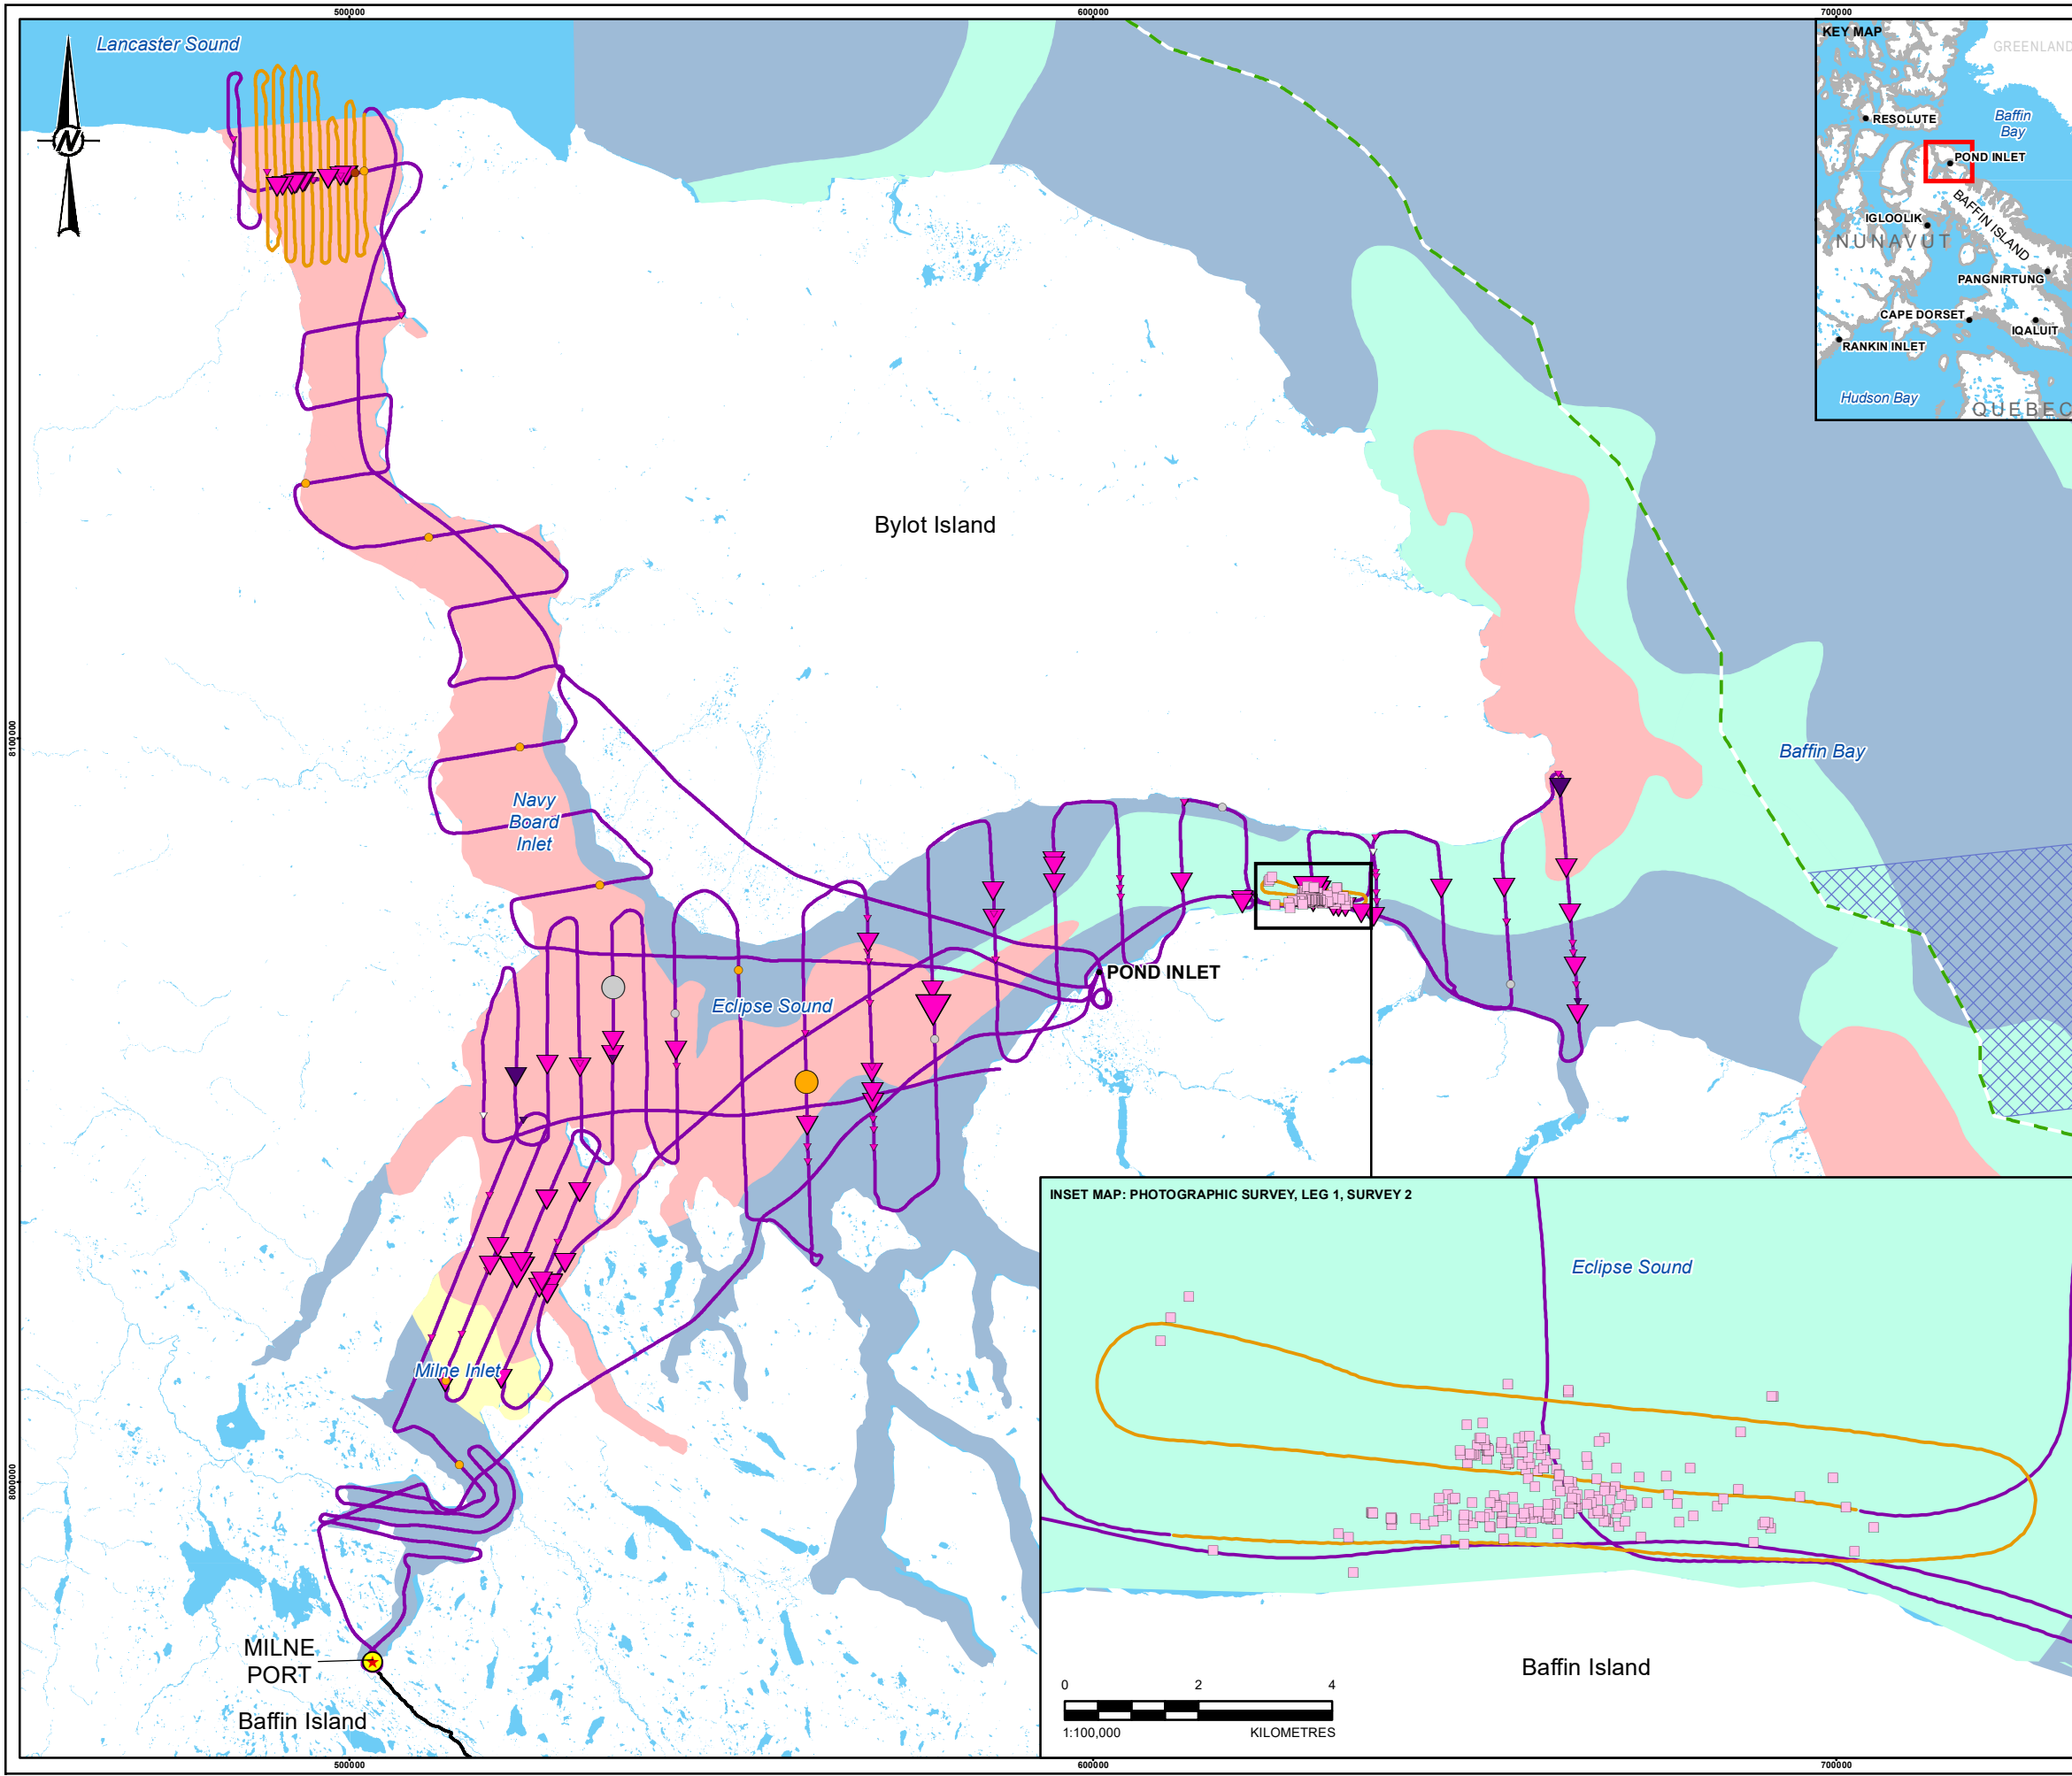 500000
600000
700000
Lancaster Sound
N
KEY MAP
GREENLAND
Baffin
Bay
RESOLUTE
POND INLET
BAFFIN ISLAND
IGLOOLIK
NUNAVUT
PANGNIRTUNG
CAPE DORSET
IQALUIT
RANKIN INLET
Hudson Bay
QUEBEC
Bylot Island
8100000
Baffin Bay
Navy
Board
Inlet
POND INLET
Eclipse Sound
INSET MAP: PHOTOGRAPHIC SURVEY, LEG 1, SURVEY 2
Eclipse Sound
Milne Inlet
8000000
MILNE
PORT
Baffin Island
Baffin Island
0
2
4
1:100,000
KILOMETRES
500000
600000
700000